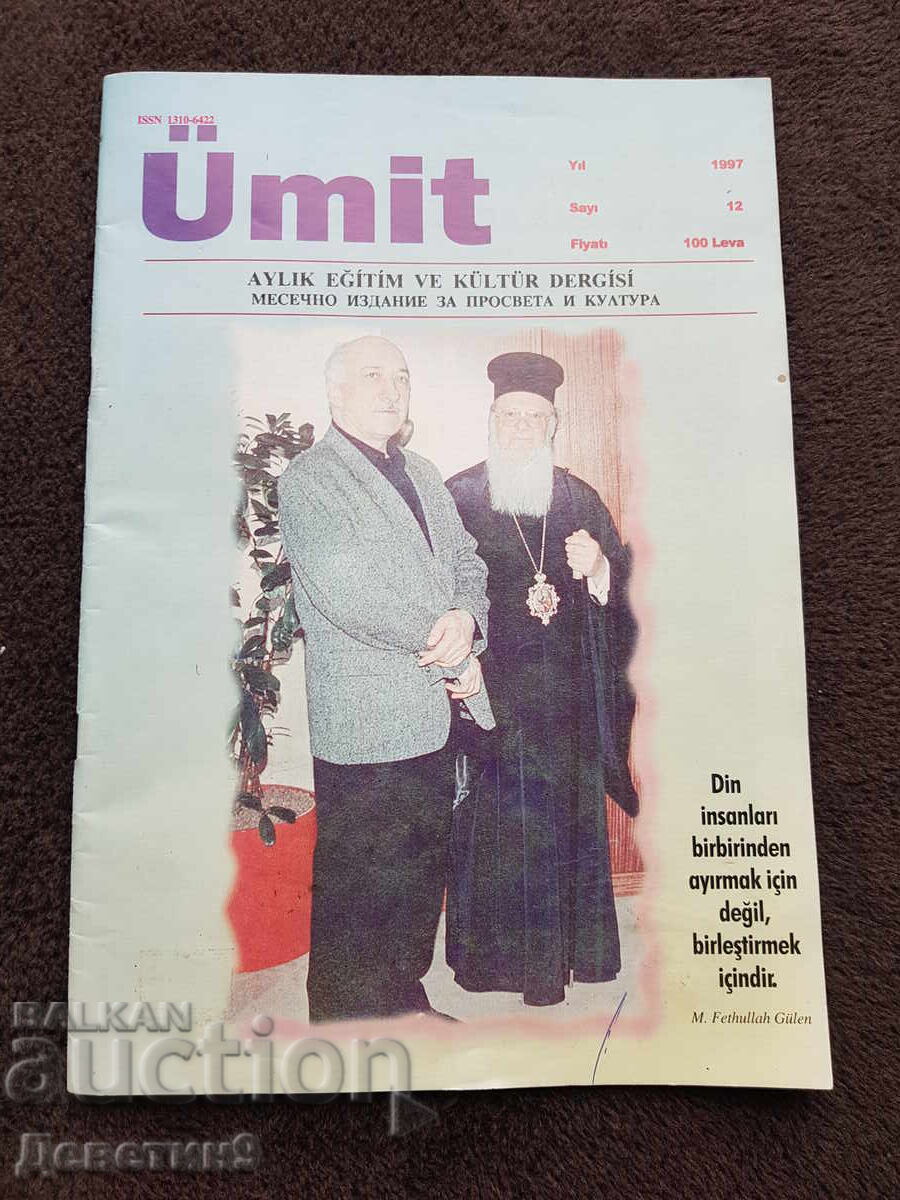 ISSN 1310-6422
Ümit
Yıl 1997
Sayı 12
Fiyatı 100 Leva
AYLIK EĞİTİM VE KÜLTÜR DERGİSİ
МЕСЕЧНО ИЗДАНИЕ ЗА ПРОСВЕТА И КУЛТУРА
Din
insanları
birbirinden
ayırmak için
değil,
birleştirmek
içindir.
M. Fethullah Gülen
BALKAN
auction
Деветин9